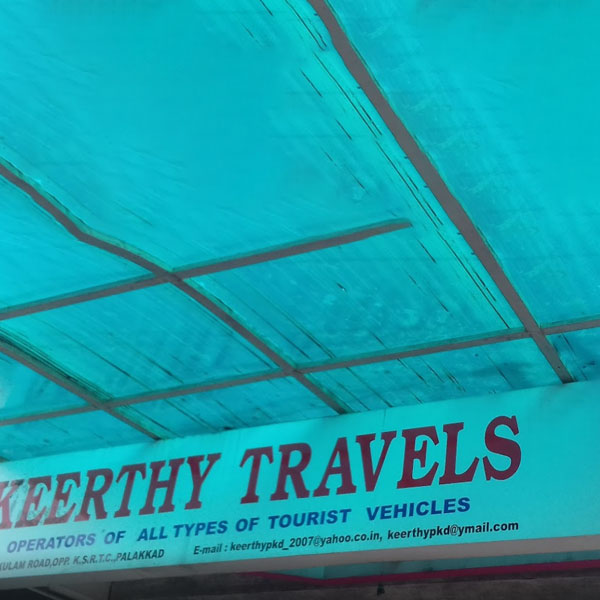 KEERTHY TRAVELS
OPERATORS OF ALL TYPES OF TOURIST VEHICLES
KULAM ROAD,OPP. K.S.R.T.C.,PALAKKAD E-mail : keerthypkd_2007@yahoo.co.in, keerthypkd@ymail.com